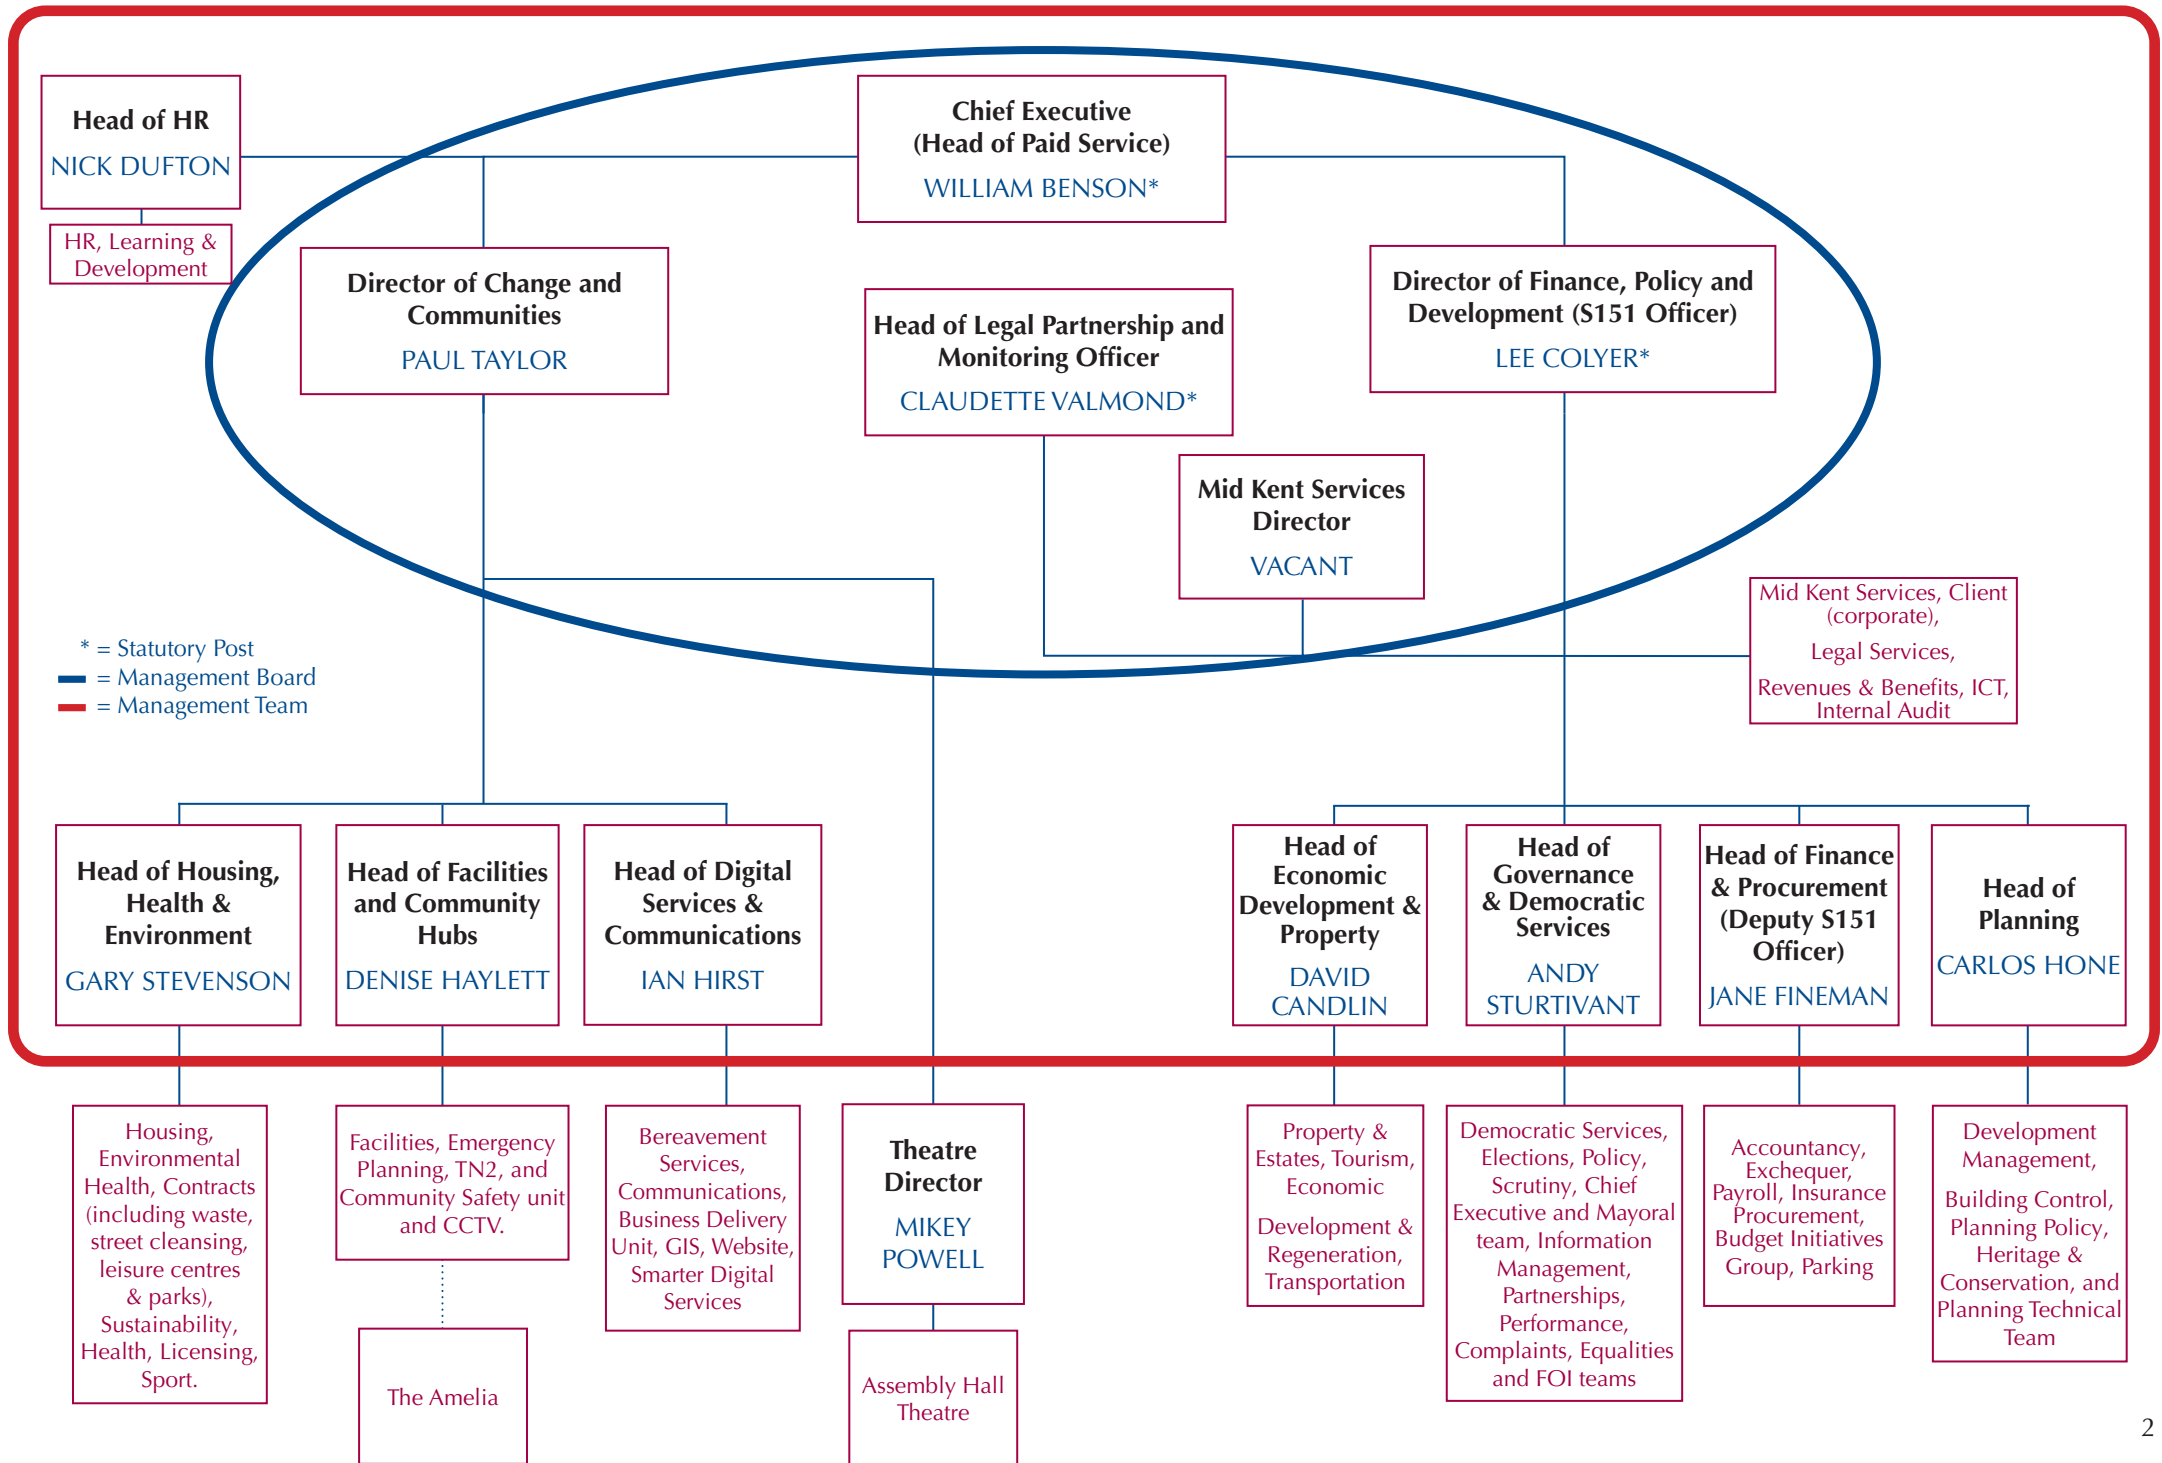 Head of HR
NICK DUFTON
HR, Learning &
Development
Chief Executive
(Head of Paid Service)
WILLIAM BENSON*
Director of Change and
Communities
PAUL TAYLOR
Head of Legal Partnership and
Monitoring Officer
CLAUDETTE VALMOND*
Director of Finance, Policy and
Development (S151 Officer)
LEE COLYER*
Mid Kent Services
Director
VACANT
Mid Kent Services, Client
(corporate),
Legal Services,
Revenues & Benefits, ICT,
Internal Audit
* = Statutory Post
= Management Board
= Management Team
Head of Housing,
Health &
Environment
GARY STEVENSON
Head of Facilities
and Community
Hubs
DENISE HAYLETT
Head of Digital
Services &
Communications
IAN HIRST
Head of
Economic
Development &
Property
DAVID
CANDLIN
Head of
Governance
& Democratic
Services
ANDY
STURTIVANT
Head of Finance
& Procurement
(Deputy S151
Officer)
JANE FINEMAN
Head of
Planning
CARLOS HONE
Housing,
Environmental
Health, Contracts
(including waste,
street cleansing,
leisure centres
& parks),
Sustainability,
Health, Licensing,
Sport.
Facilities, Emergency
Planning, TN2, and
Community Safety unit
and CCTV.
The Amelia
Bereavement
Services,
Communications,
Business Delivery
Unit, GIS, Website,
Smarter Digital
Services
Theatre
Director
MIKEY
POWELL
Assembly Hall
Theatre
Property &
Estates, Tourism,
Economic
Development &
Regeneration,
Transportation
Democratic Services,
Elections, Policy,
Scrutiny, Chief
Executive and Mayoral
team, Information
Management,
Partnerships,
Performance,
Complaints, Equalities
and FOI teams
Accountancy,
Exchequer,
Payroll, Insurance
Procurement,
Budget Initiatives
Group, Parking
Development
Management,
Building Control,
Planning Policy,
Heritage &
Conservation, and
Planning Technical
Team
2